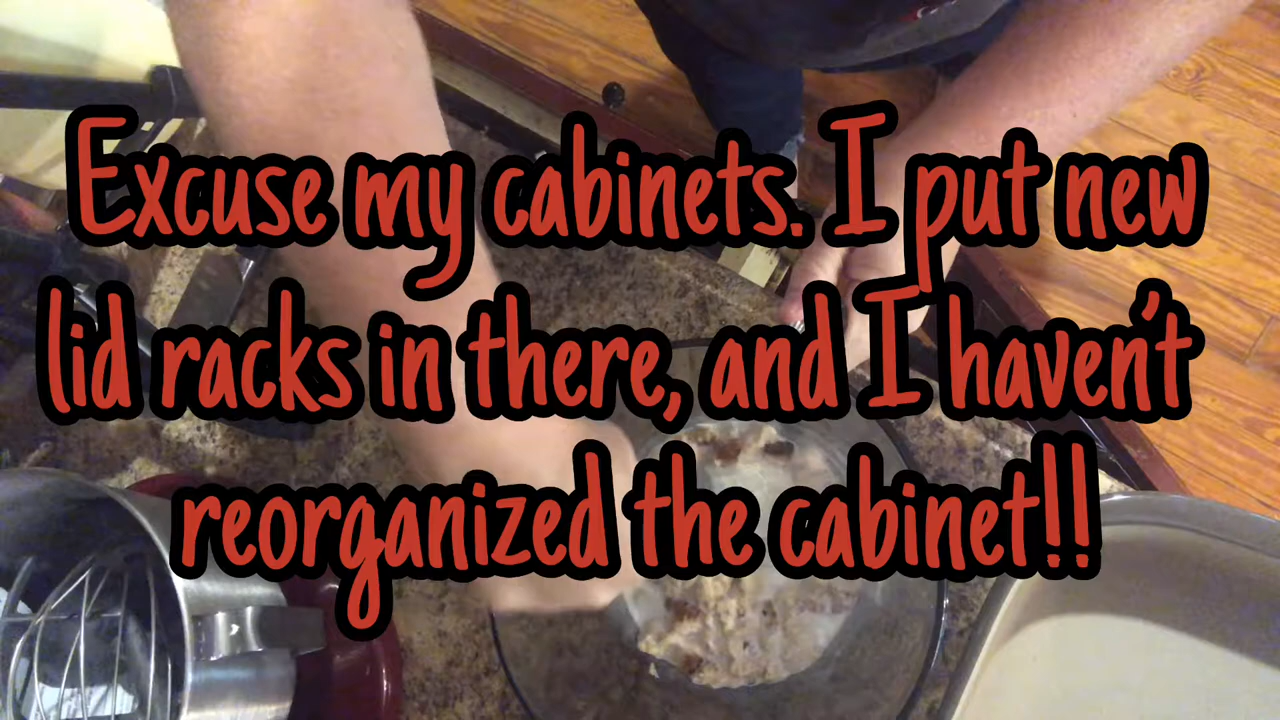 Excuse my cabinets. I put new
lid racks in there, and I haven't
reorganized the cabinet!!